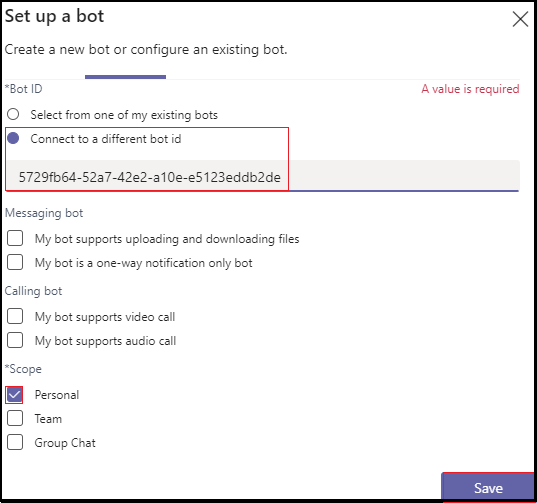 Set up a bot
Create a new bot or configure an existing bot.
*Bot ID A value is required
Select from one of my existing bots
Connect to a different bot id
5729fb64-52a7-42e2-a10e-e5123eddb2de
Messaging bot
My bot supports uploading and downloading files
My bot is a one-way notification only bot
Calling bot
My bot supports video call
My bot supports audio call
*Scope
Personal
Team
Group Chat
Save